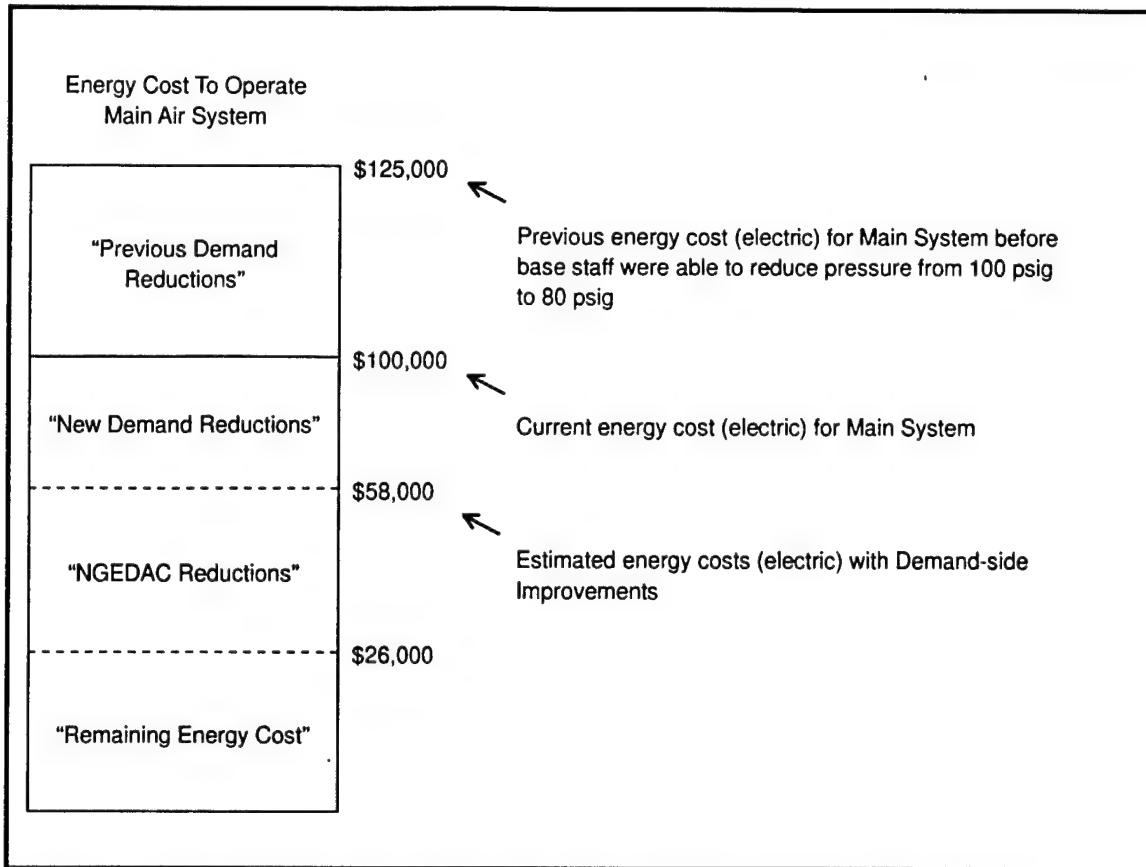 Energy Cost To Operate
Main Air System
$125,000
“Previous Demand
Reductions”
Previous energy cost (electric) for Main System before
base staff were able to reduce pressure from 100 psig
to 80 psig
$100,000
“New Demand Reductions”
Current energy cost (electric) for Main System
$58,000
“NGEDAC Reductions”
Estimated energy costs (electric) with Demand-side
Improvements
$26,000
“Remaining Energy Cost”